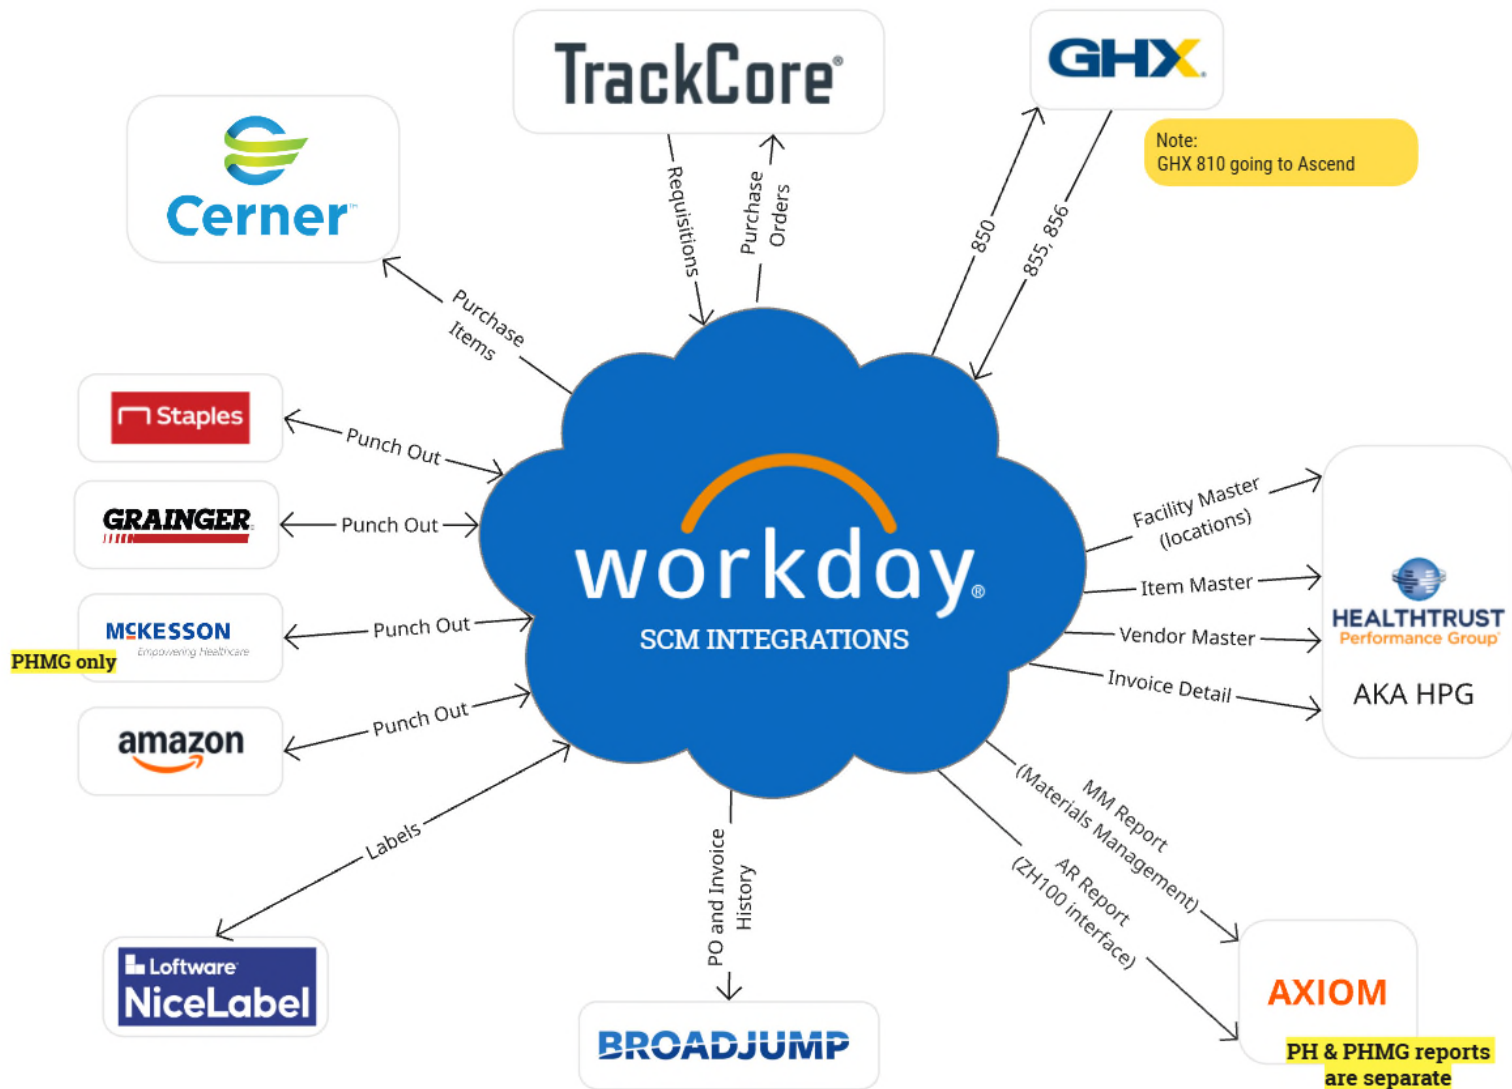 TrackCore®
GHX
Note:
GHX 810 going to Ascend
Cerner™
Requisitions
Purchase
Orders
850
855, 856
Purchase
Items
Staples
Punch Out
GRAINGER
Punch Out
MCKESSON
Empowering Healthcare
PHMG only
Punch Out
amazon
Punch Out
workday®
SCM INTEGRATIONS
Facility Master
(locations)
Item Master
Vendor Master
Invoice Detail
HEALTHTRUST
Performance Group
AKA HPG
Labels
Loftware
NiceLabel
PO and Invoice
History
BROADJUMP
MM Report
(Materials Management)
AR Report
(ZH100 interface)
AXIOM
PH & PHMG reports
are separate